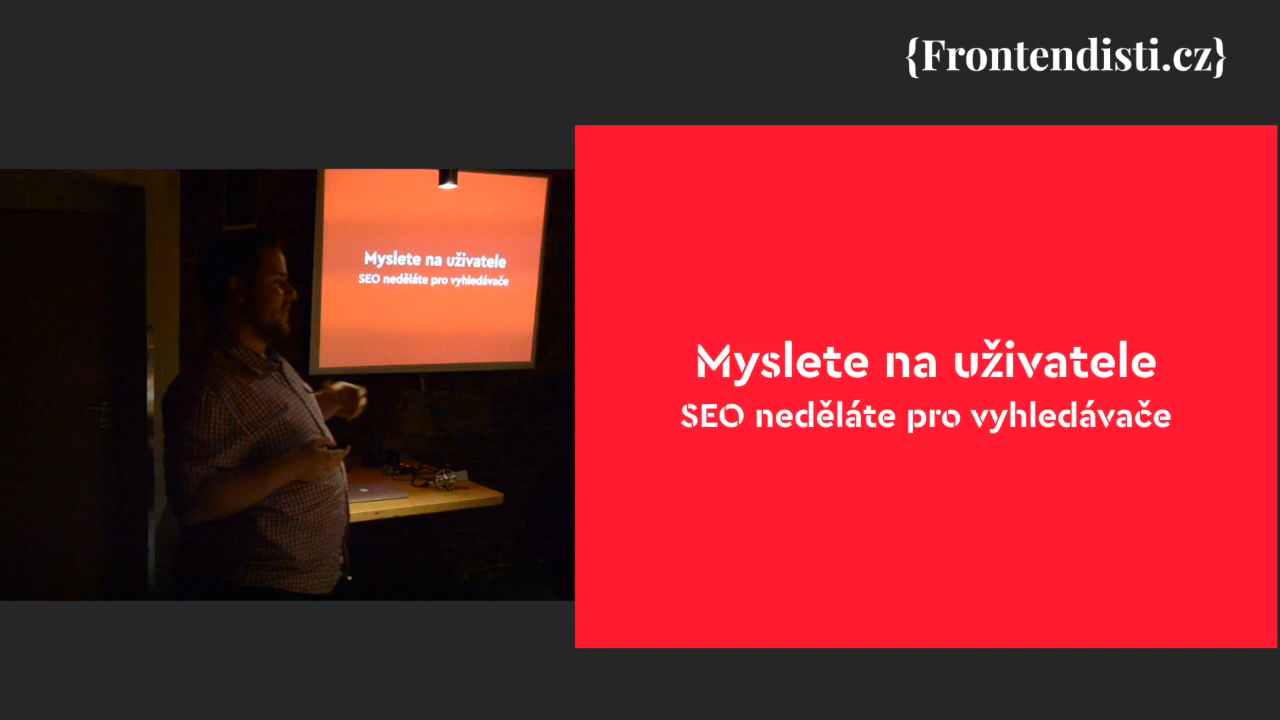 {Frontendisti.cz}
Myslete na uživatele
SEO neděláte pro vyhledávače
Myslete na uživatele
SEO neděláte pro vyhledávače